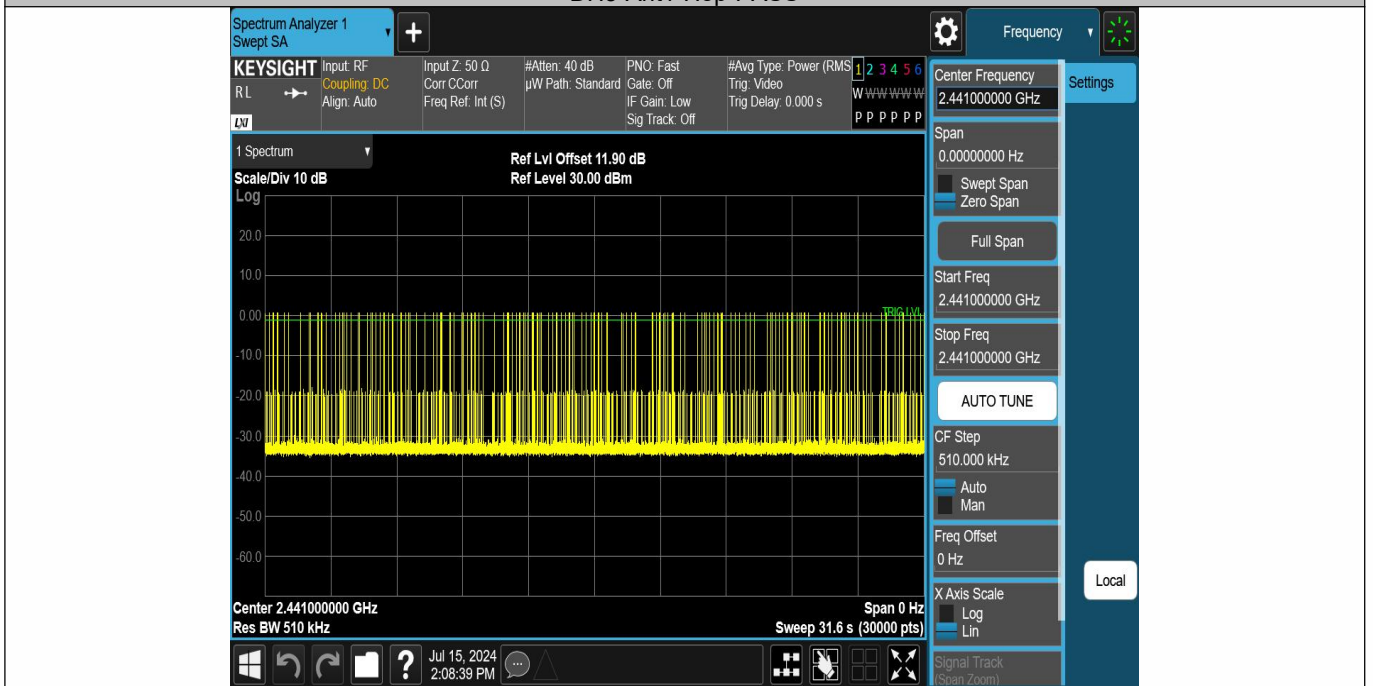 Spectrum Analyzer 1
Swept SA
Frequency
KEYSIGHT
RL
LXI
Input: RF
Coupling: DC
Align: Auto
Input Z: 50 Ω
Corr CCorr
Freq Ref: Int (S)
#Atten: 40 dB
µW Path: Standard
PNO: Fast
Gate: Off
IF Gain: Low
Sig Track: Off
#Avg Type: Power (RMS
Trig: Video
Trig Delay: 0.000 s
1 2 3 4 5 6
W W W W W W
P P P P P P
Center Frequency
2.441000000 GHz
Settings
Span
0.00000000 Hz
Swept Span
Zero Span
Full Span
Start Freq
2.441000000 GHz
Stop Freq
2.441000000 GHz
AUTO TUNE
CF Step
510.000 kHz
Auto
Man
Freq Offset
0 Hz
X Axis Scale
Log
Lin
Signal Track
(Span Zoom)
Local
1 Spectrum
Scale/Div 10 dB
Log
Ref Lvl Offset 11.90 dB
Ref Level 30.00 dBm
20.0
10.0
0.00
TRIG LVL
-10.0
-20.0
-30.0
-40.0
-50.0
-60.0
Center 2.441000000 GHz
Res BW 510 kHz
Span 0 Hz
Sweep 31.6 s (30000 pts)
?
Jul 15, 2024
2:08:39 PM